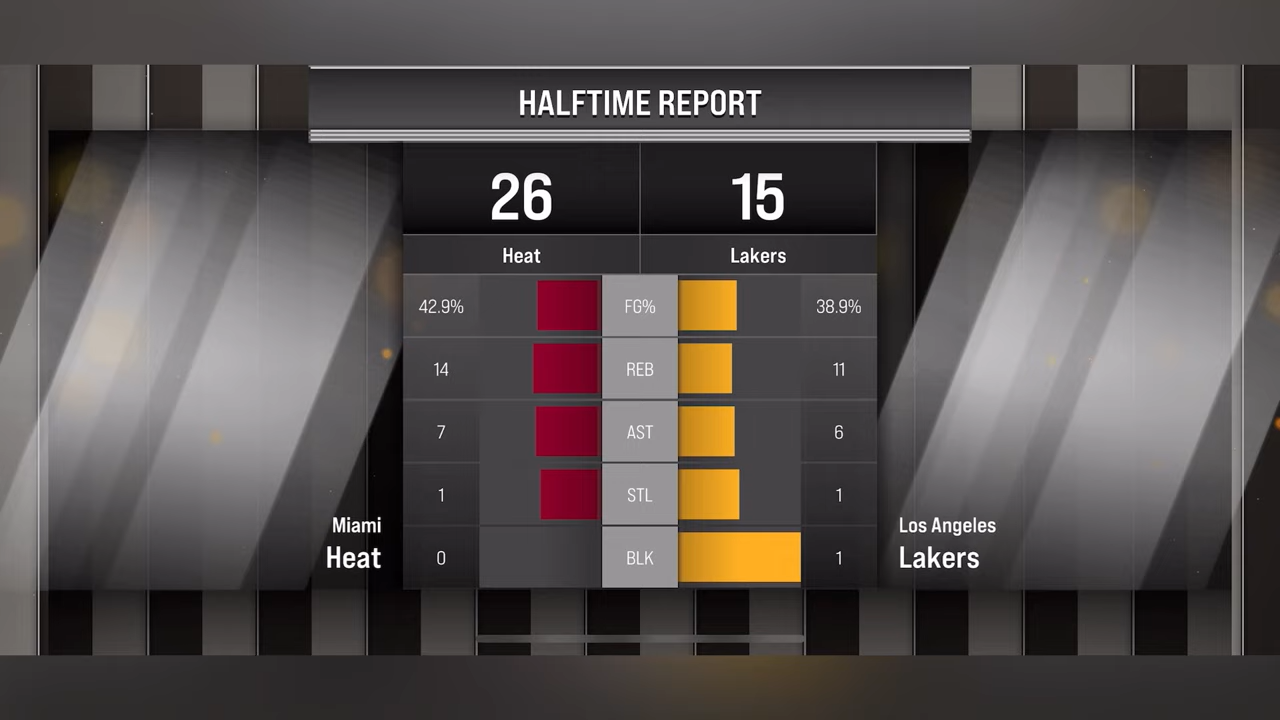 HALFTIME REPORT
26 15
Heat Lakers
42.9% FG% 38.9%
14 REB 11
7 AST 6
1 STL 1
0 BLK 1
Miami
Heat
Los Angeles
Lakers